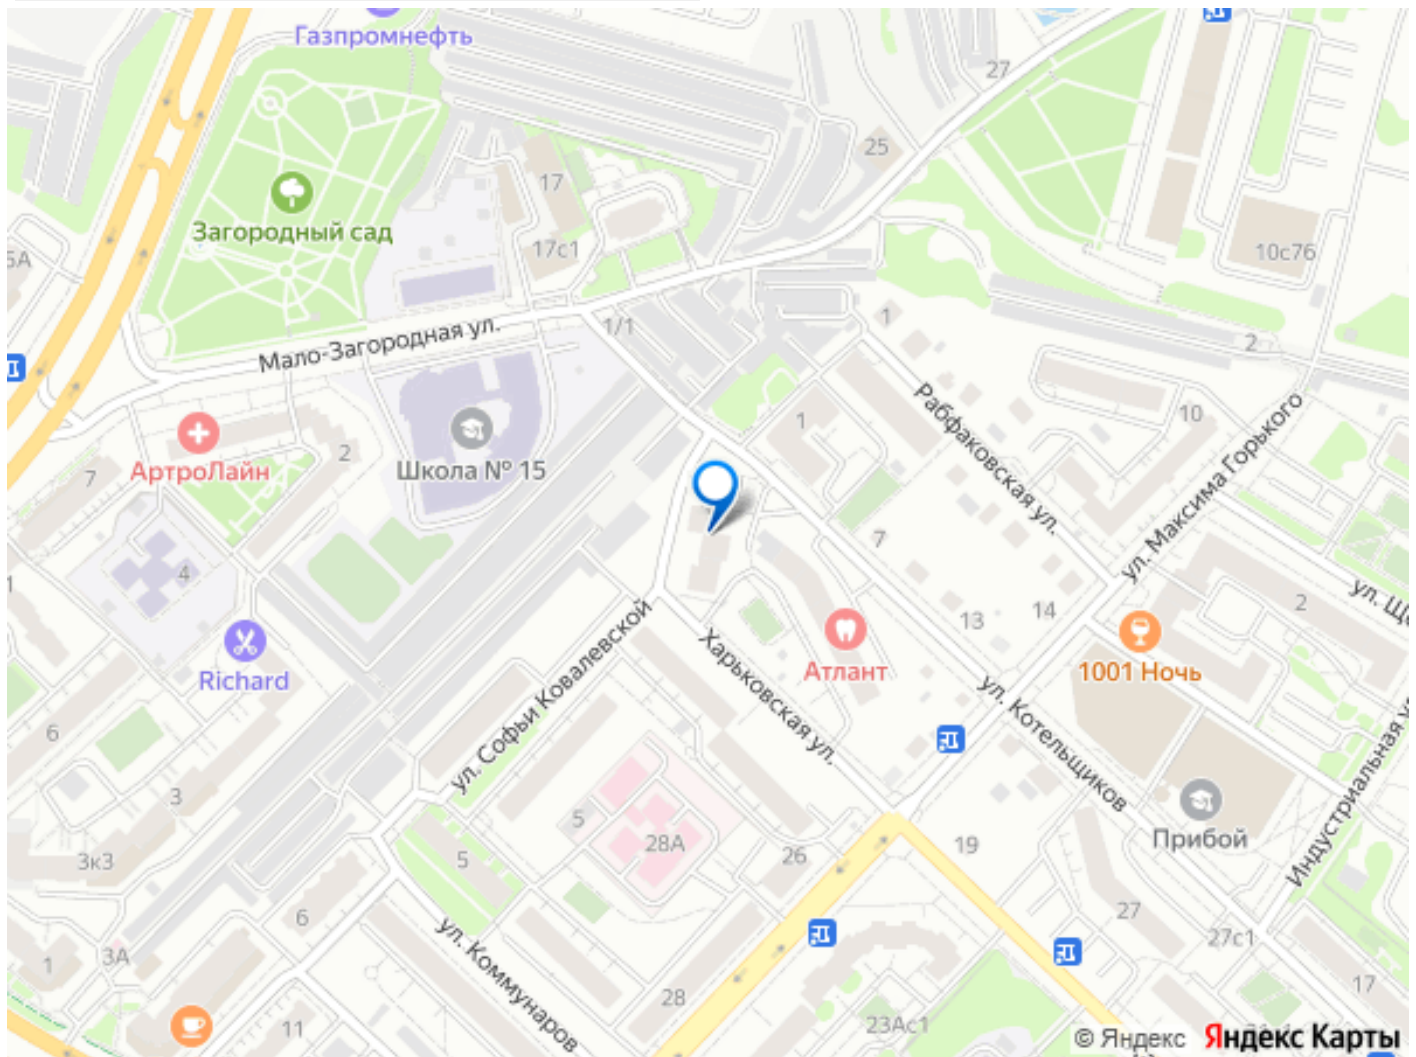 Газпромнефть
27
25
17
Загородный сад
17с1
10с76
5А
1/1
1
2
Мало-Загородная ул.
Рабфаковская ул.
10
1
ул. Максима Горького
2
АртроЛайн
Школа № 15
7
7
4
1
ул. Софьи Ковалевской
Харьковская ул.
13
14
2
Атлант
1001 Ночь
Richard
ул. Котельщиков
6
3
5
28А
26
19
Прибой
3к3
5
6
27
27с1
3А
1
ул. Коммунаров
28
17
11
23Ас1
© Яндекс Яндекс Карты